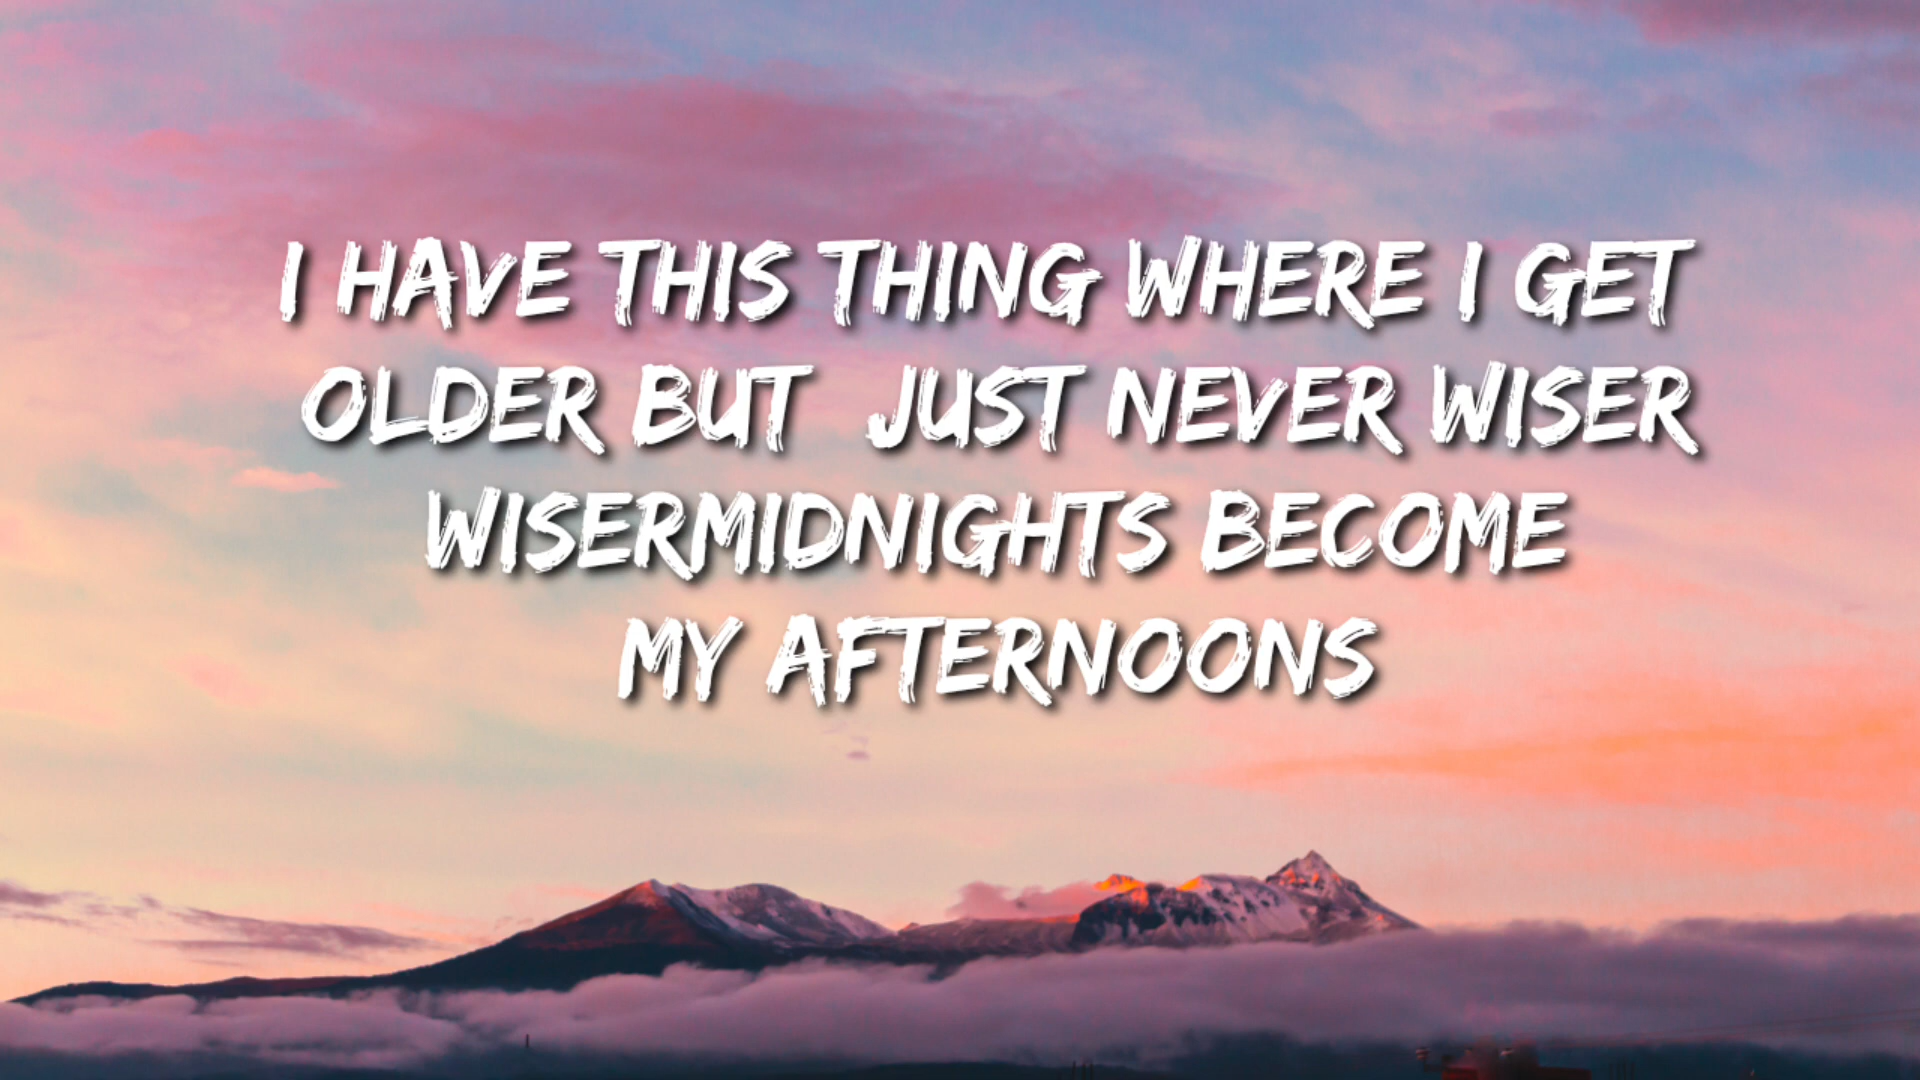 I HAVE THIS THING WHERE I GET
OLDER BUT  JUST NEVER WISER
WISERMIDNIGHTS BECOME
MY AFTERNOONS